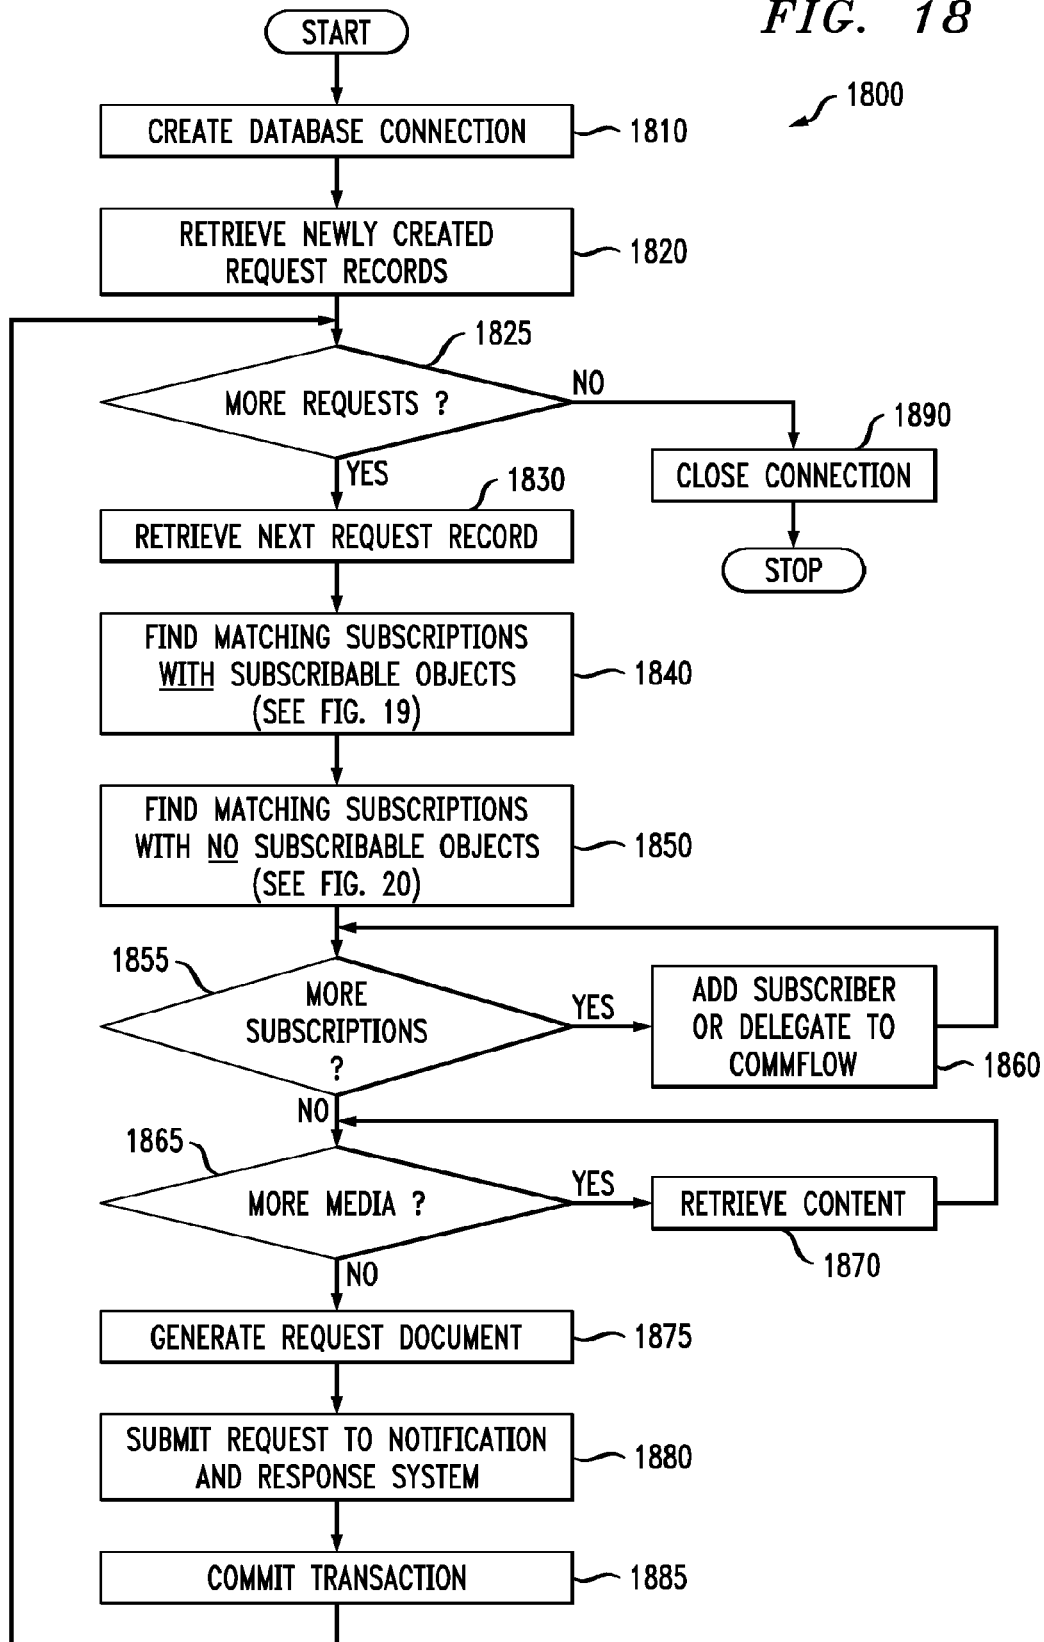 FIG. 18
START
1800
CREATE DATABASE CONNECTION
1810
RETRIEVE NEWLY CREATED
REQUEST RECORDS
1820
1825
MORE REQUESTS ?
NO
YES
1890
CLOSE CONNECTION
STOP
1830
RETRIEVE NEXT REQUEST RECORD
FIND MATCHING SUBSCRIPTIONS
WITH SUBSCRIBABLE OBJECTS
(SEE FIG. 19)
1840
FIND MATCHING SUBSCRIPTIONS
WITH NO SUBSCRIBABLE OBJECTS
(SEE FIG. 20)
1850
1855
MORE
SUBSCRIPTIONS
?
YES
NO
ADD SUBSCRIBER
OR DELEGATE TO
COMMFLOW
1860
1865
MORE MEDIA ?
YES
NO
RETRIEVE CONTENT
1870
GENERATE REQUEST DOCUMENT
1875
SUBMIT REQUEST TO NOTIFICATION
AND RESPONSE SYSTEM
1880
COMMIT TRANSACTION
1885